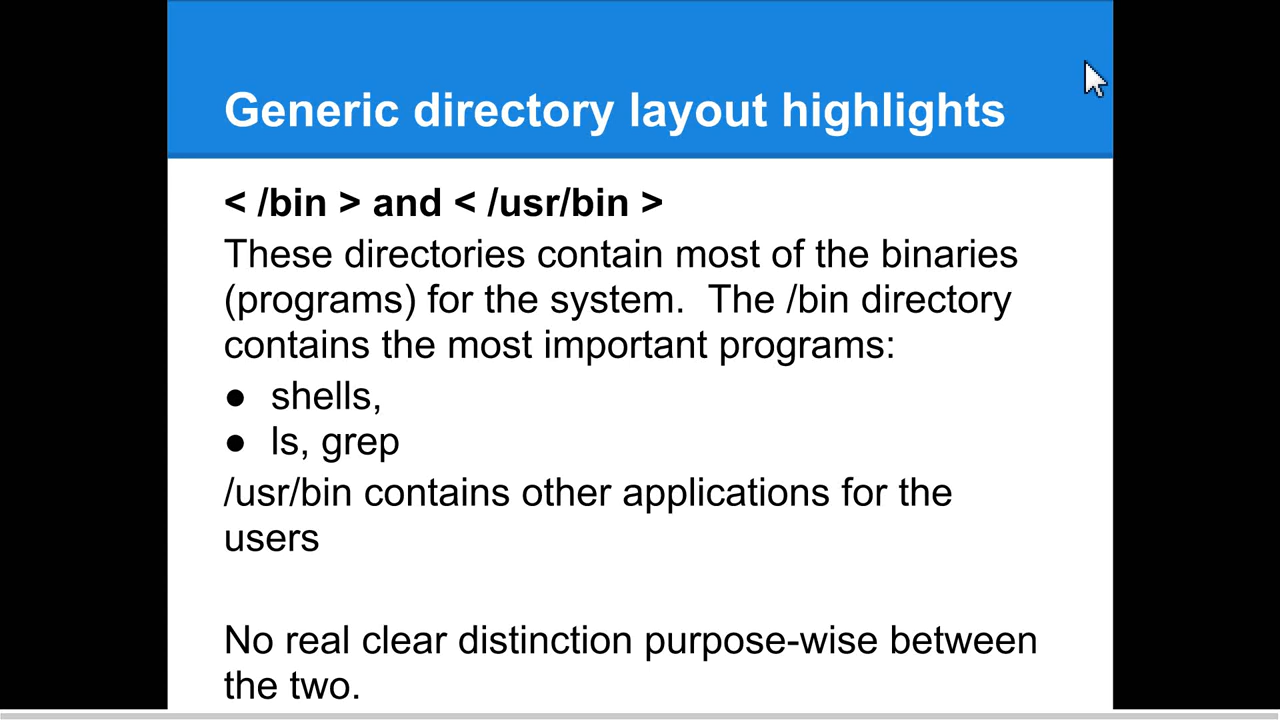 Generic directory layout highlights
< /bin > and < /usr/bin >
These directories contain most of the binaries
(programs) for the system.  The /bin directory
contains the most important programs:
● shells,
● ls, grep
/usr/bin contains other applications for the
users
No real clear distinction purpose-wise between
the two.